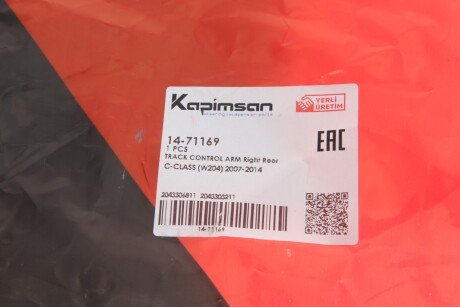 Kapimsan
steering & suspension parts
YERLİ
ÜRETİM
14-71169
1 PCS
TRACK CONTROL ARM Right Rear
C-CLASS (W204) 2007-2014
EAC
2043306811 2043303211
14-71169